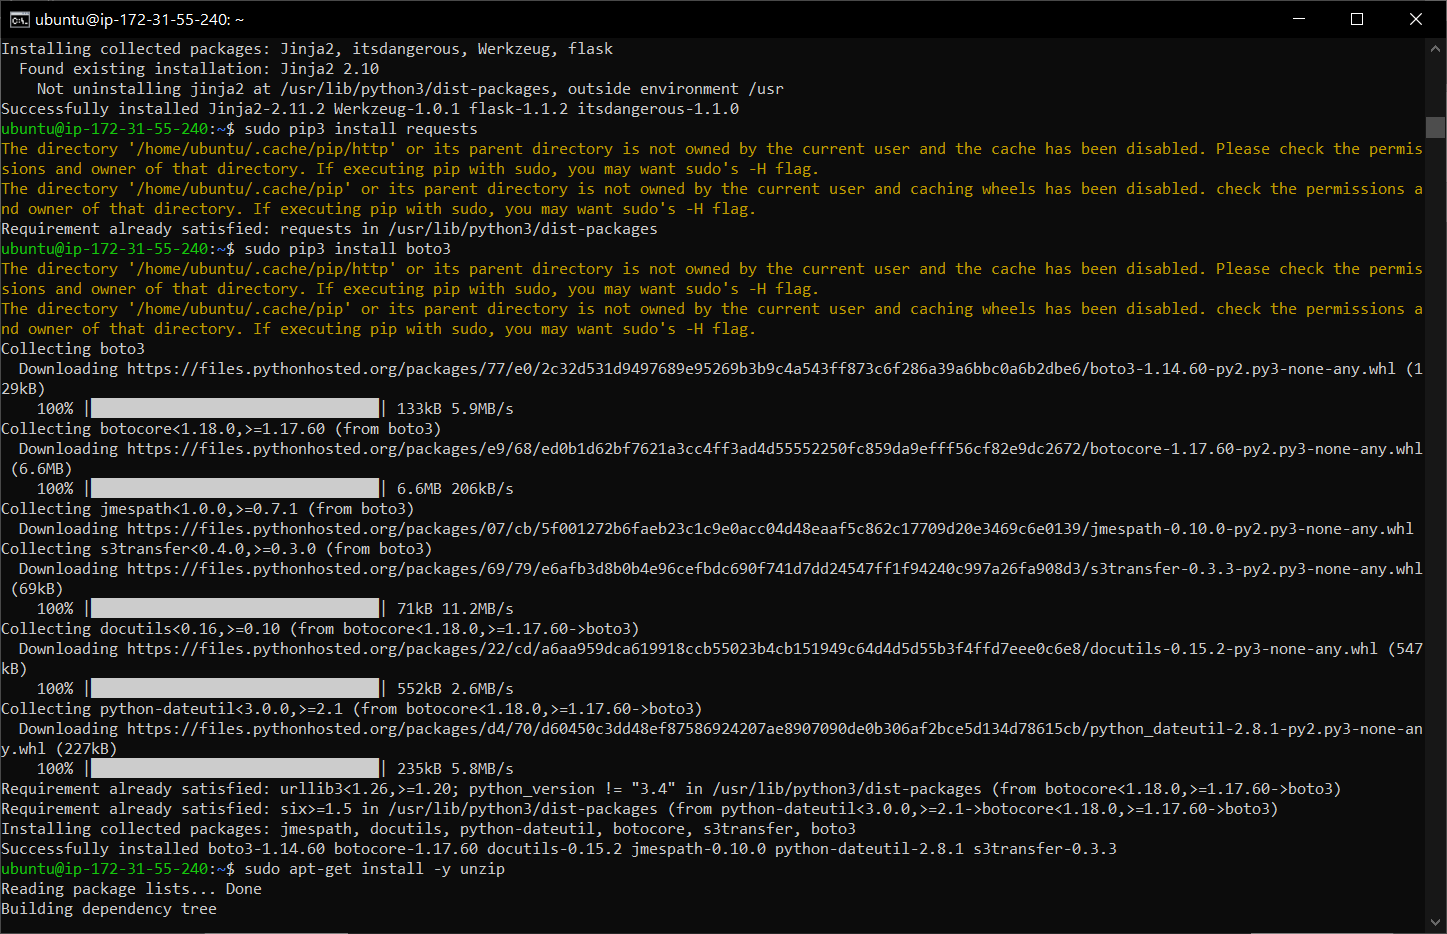 ubuntu@ip-172-31-55-240: ~
Installing collected packages: Jinja2, itsdangerous, Werkzeug, flask
  Found existing installation: Jinja2 2.10
    Not uninstalling jinja2 at /usr/lib/python3/dist-packages, outside environment /usr
Successfully installed Jinja2-2.11.2 Werkzeug-1.0.1 flask-1.1.2 itsdangerous-1.1.0
ubuntu@ip-172-31-55-240:~$ sudo pip3 install requests
The directory '/home/ubuntu/.cache/pip/http' or its parent directory is not owned by the current user and the cache has been disabled. Please check the permis
sions and owner of that directory. If executing pip with sudo, you may want sudo's -H flag.
The directory '/home/ubuntu/.cache/pip' or its parent directory is not owned by the current user and caching wheels has been disabled. check the permissions a
nd owner of that directory. If executing pip with sudo, you may want sudo's -H flag.
Requirement already satisfied: requests in /usr/lib/python3/dist-packages
ubuntu@ip-172-31-55-240:~$ sudo pip3 install boto3
The directory '/home/ubuntu/.cache/pip/http' or its parent directory is not owned by the current user and the cache has been disabled. Please check the permis
sions and owner of that directory. If executing pip with sudo, you may want sudo's -H flag.
The directory '/home/ubuntu/.cache/pip' or its parent directory is not owned by the current user and caching wheels has been disabled. check the permissions a
nd owner of that directory. If executing pip with sudo, you may want sudo's -H flag.
Collecting boto3
  Downloading https://files.pythonhosted.org/packages/77/e0/2c32d531d9497689e95269b3b9c4a543ff873c6f286a39a6bbc0a6b2dbe6/boto3-1.14.60-py2.py3-none-any.whl (1
29kB)
    100% |████████████████████████████████| 133kB 5.9MB/s
Collecting botocore<1.18.0,>=1.17.60 (from boto3)
  Downloading https://files.pythonhosted.org/packages/e9/68/ed0b1d62bf7621a3cc4ff3ad4d55552250fc859da9efff56cf82e9dc2672/botocore-1.17.60-py2.py3-none-any.whl
 (6.6MB)
    100% |████████████████████████████████| 6.6MB 206kB/s
Collecting jmespath<1.0.0,>=0.7.1 (from boto3)
  Downloading https://files.pythonhosted.org/packages/07/cb/5f001272b6faeb23c1c9e0acc04d48eaaf5c862c17709d20e3469c6e0139/jmespath-0.10.0-py2.py3-none-any.whl
Collecting s3transfer<0.4.0,>=0.3.0 (from boto3)
  Downloading https://files.pythonhosted.org/packages/69/79/e6afb3d8b0b4e96cefbdc690f741d7dd24547ff1f94240c997a26fa908d3/s3transfer-0.3.3-py2.py3-none-any.whl
 (69kB)
    100% |████████████████████████████████| 71kB 11.2MB/s
Collecting docutils<0.16,>=0.10 (from botocore<1.18.0,>=1.17.60->boto3)
  Downloading https://files.pythonhosted.org/packages/22/cd/a6aa959dca619918ccb55023b4cb151949c64d4d5d55b3f4ffd7eee0c6e8/docutils-0.15.2-py3-none-any.whl (547
kB)
    100% |████████████████████████████████| 552kB 2.6MB/s
Collecting python-dateutil<3.0.0,>=2.1 (from botocore<1.18.0,>=1.17.60->boto3)
  Downloading https://files.pythonhosted.org/packages/d4/70/d60450c3dd48ef87586924207ae8907090de0b306af2bce5d134d78615cb/python_dateutil-2.8.1-py2.py3-none-an
y.whl (227kB)
    100% |████████████████████████████████| 235kB 5.8MB/s
Requirement already satisfied: urllib3<1.26,>=1.20; python_version != "3.4" in /usr/lib/python3/dist-packages (from botocore<1.18.0,>=1.17.60->boto3)
Requirement already satisfied: six>=1.5 in /usr/lib/python3/dist-packages (from python-dateutil<3.0.0,>=2.1->botocore<1.18.0,>=1.17.60->boto3)
Installing collected packages: jmespath, docutils, python-dateutil, botocore, s3transfer, boto3
Successfully installed boto3-1.14.60 botocore-1.17.60 docutils-0.15.2 jmespath-0.10.0 python-dateutil-2.8.1 s3transfer-0.3.3
ubuntu@ip-172-31-55-240:~$ sudo apt-get install -y unzip
Reading package lists... Done
Building dependency tree